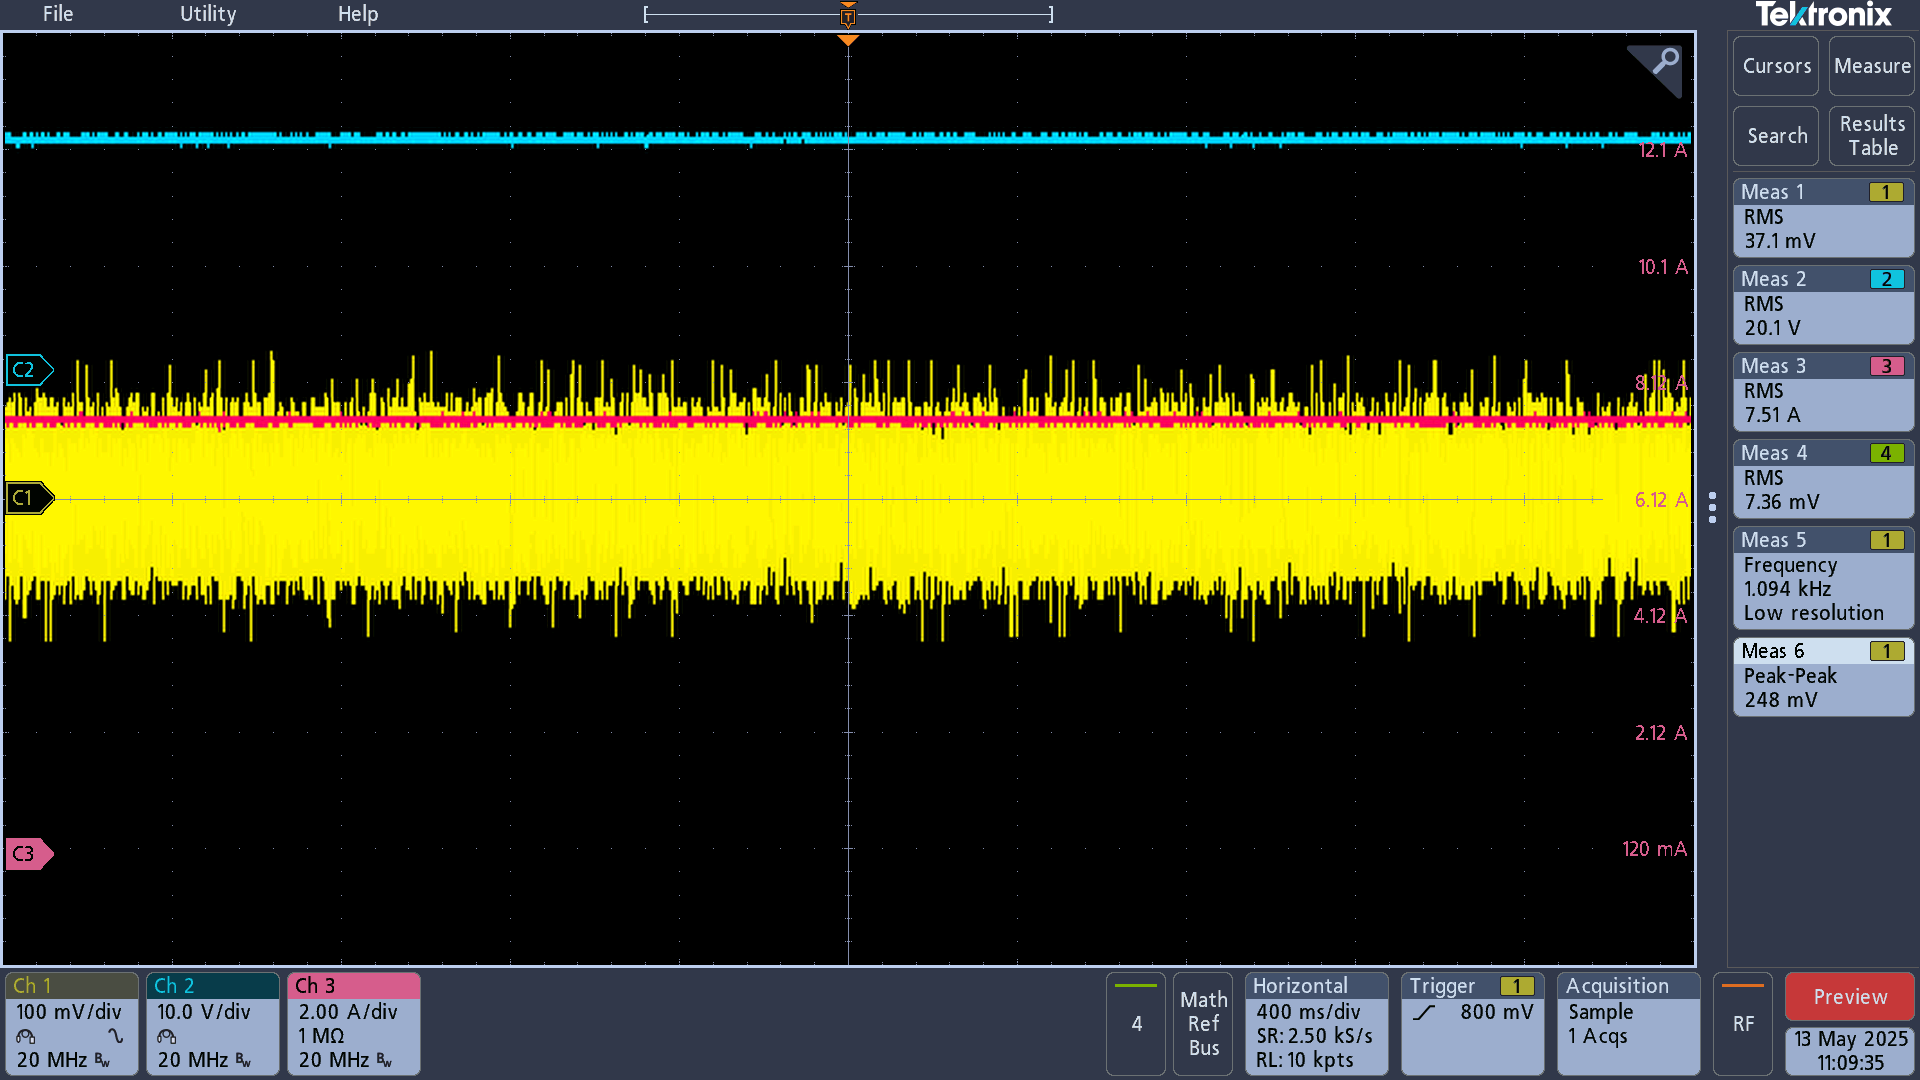 File Utility Help
T
Tektronix
Cursors Measure
Search Results Table
12.1 A
10.1 A
8.12 A
6.12 A
4.12 A
2.12 A
120 mA
C2
C1
C3
Meas 1 1
RMS
37.1 mV
Meas 2 2
RMS
20.1 V
Meas 3 3
RMS
7.51 A
Meas 4 4
RMS
7.36 mV
Meas 5 1
Frequency
1.094 kHz
Low resolution
Meas 6 1
Peak-Peak
248 mV
Ch 1
100 mV/div
20 MHz Bw
Ch 2
10.0 V/div
20 MHz Bw
Ch 3
2.00 A/div
1 MΩ
20 MHz Bw
4
Math
Ref
Bus
Horizontal
400 ms/div
SR: 2.50 kS/s
RL: 10 kpts
Trigger 1
800 mV
Acquisition
Sample
1 Acqs
RF
Preview
13 May 2025
11:09:35